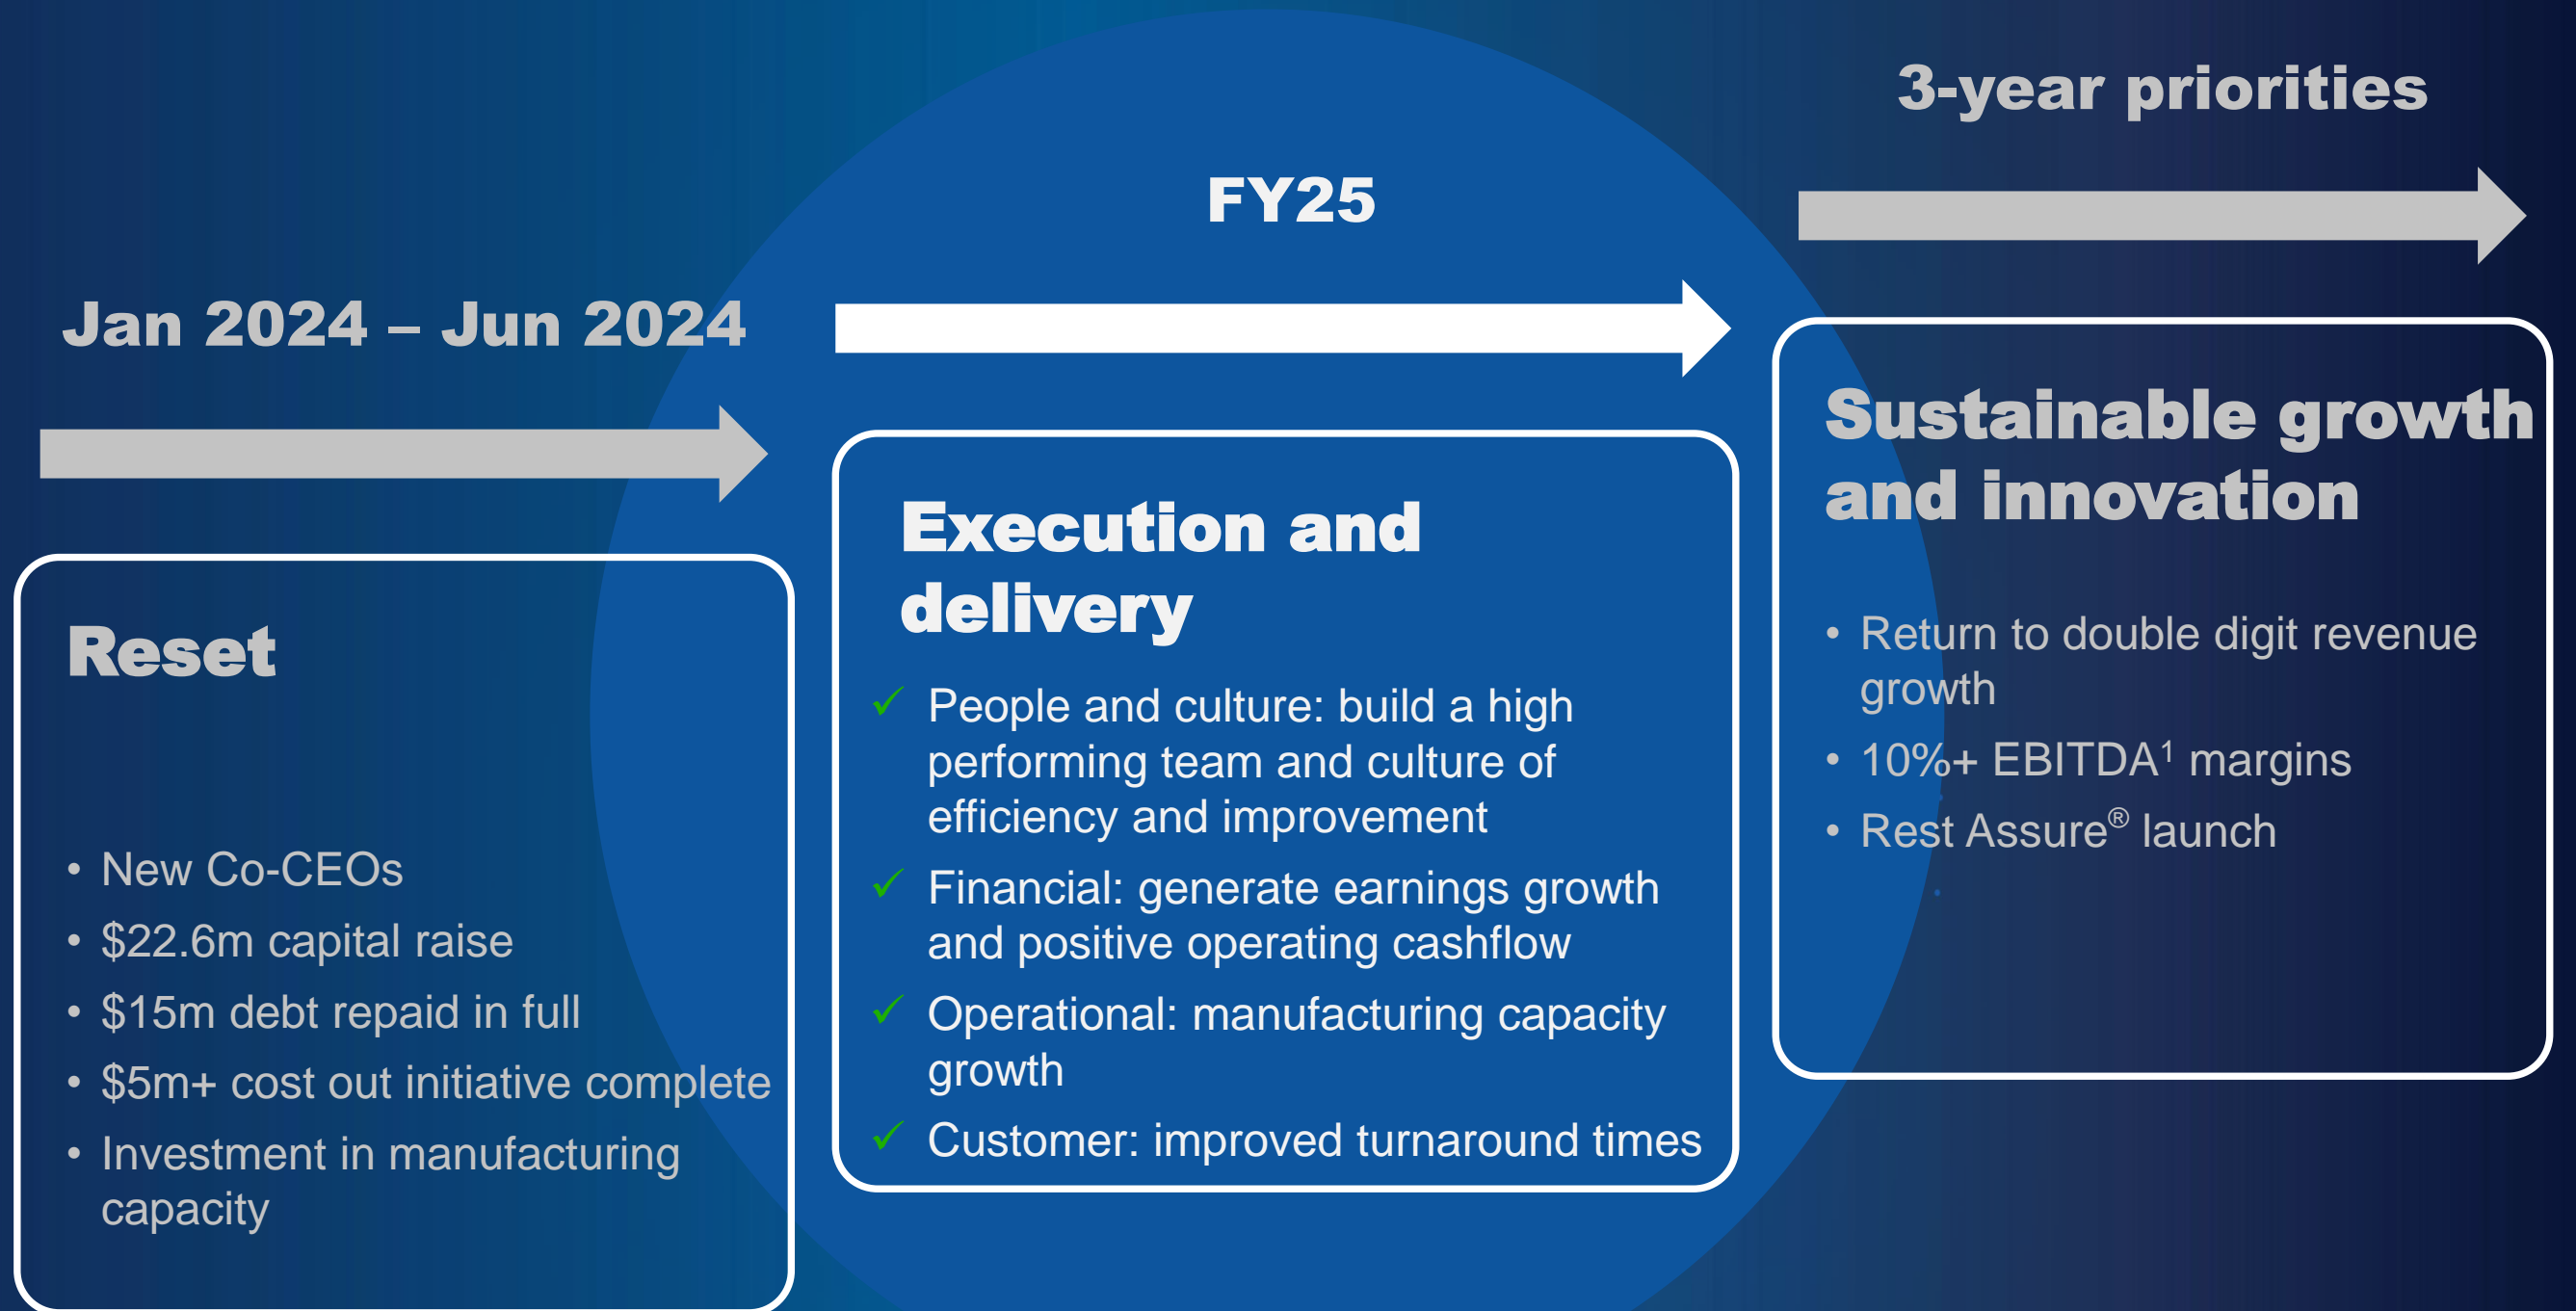 Jan 2024 – Jun 2024
Reset
• New Co-CEOs
• $22.6m capital raise
• $15m debt repaid in full
• $5m+ cost out initiative complete
• Investment in manufacturing
capacity
FY25
Execution and
delivery
✓ People and culture: build a high
performing team and culture of
efficiency and improvement
✓ Financial: generate earnings growth
and positive operating cashflow
✓ Operational: manufacturing capacity
growth
✓ Customer: improved turnaround times
3-year priorities
Sustainable growth
and innovation
• Return to double digit revenue
growth
• 10%+ EBITDA¹ margins
• Rest Assure® launch